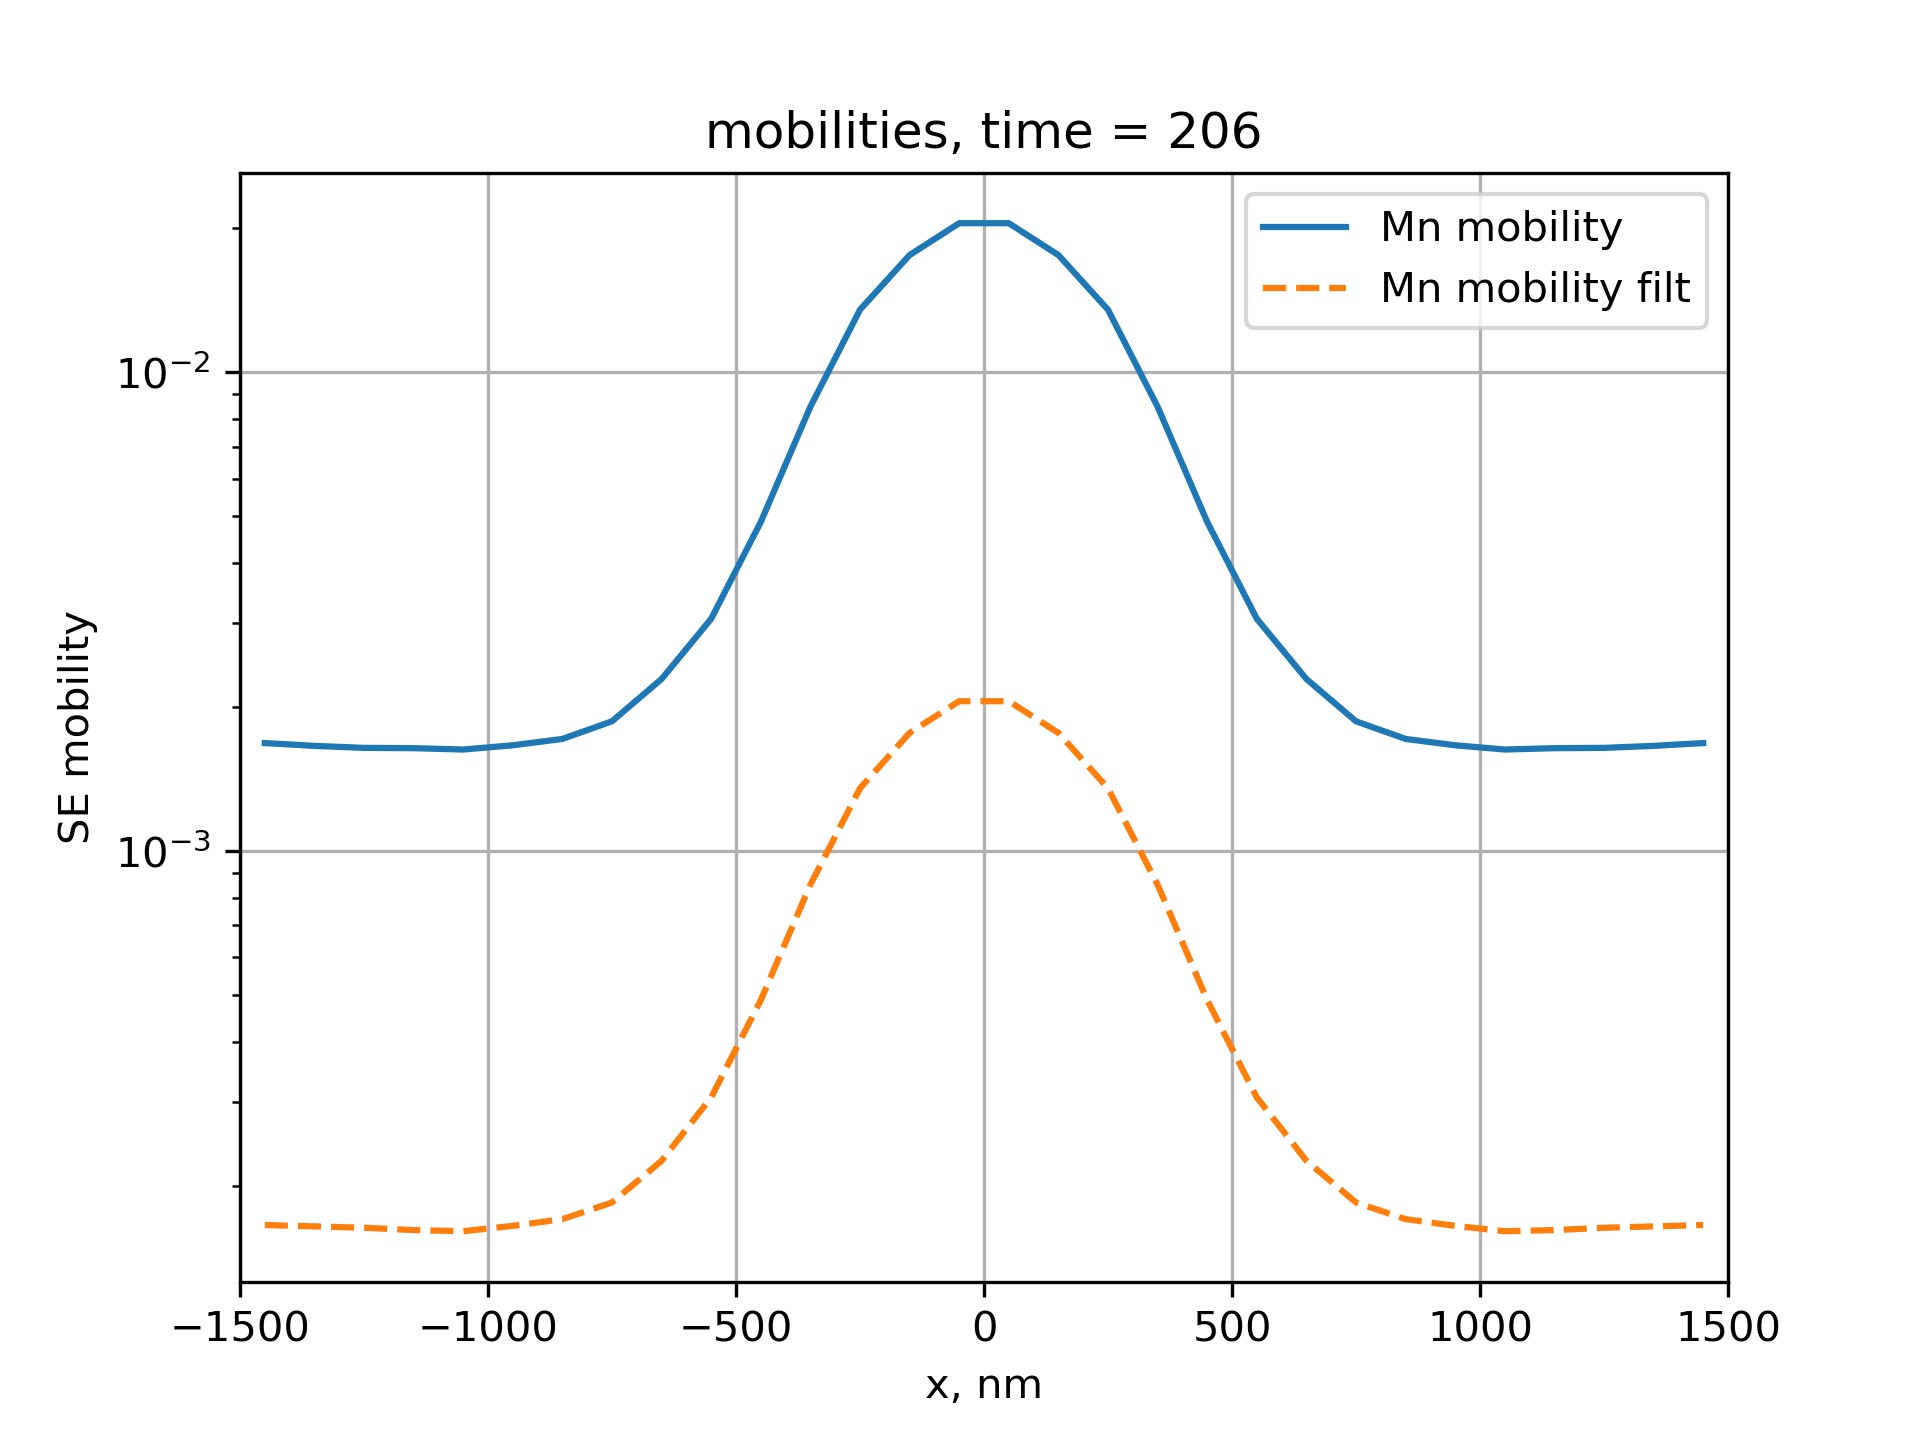 mobilities, time = 206
Mn mobility
Mn mobility filt
SE mobility
10⁻²
10⁻³
−1500 −1000 −500 0 500 1000 1500
x, nm